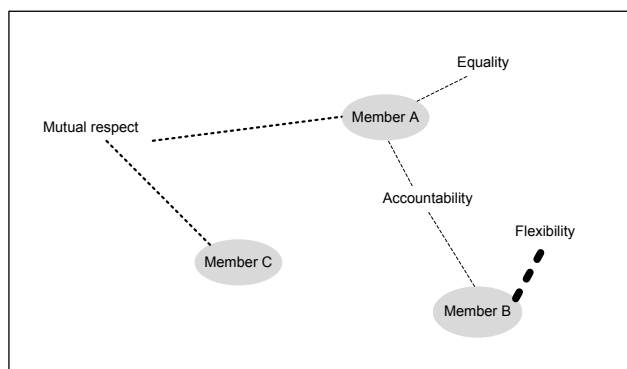 Equality
Member A
Mutual respect
Accountability
Flexibility
Member C
Member B